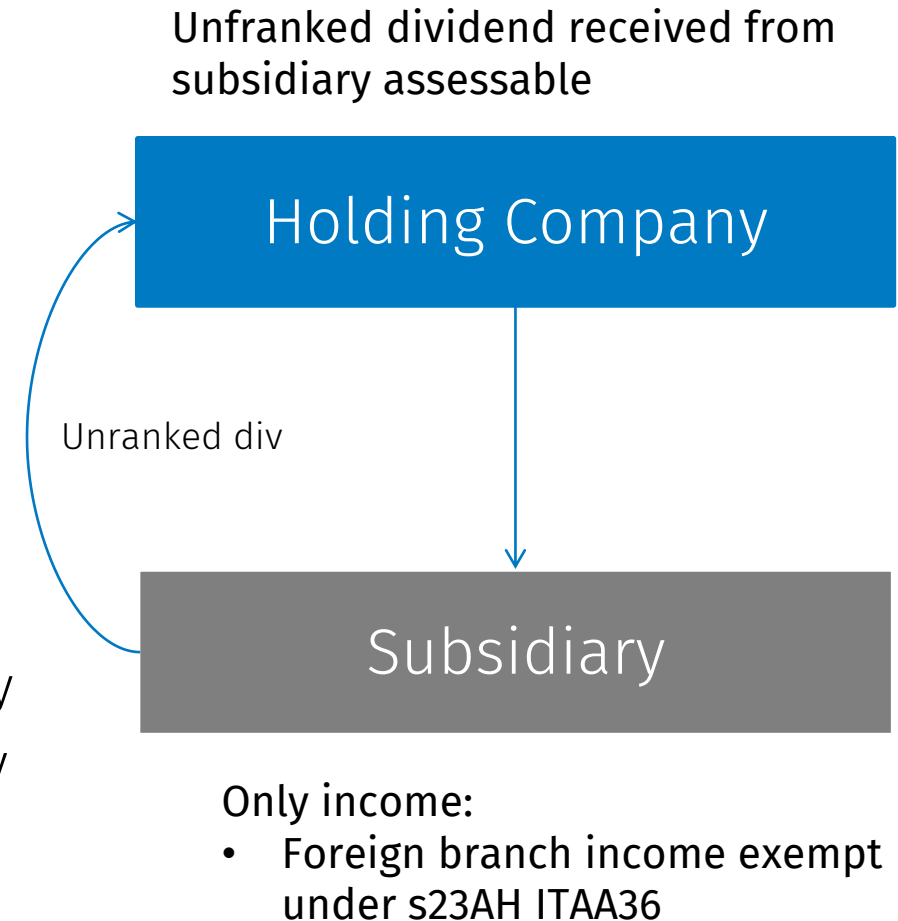 Unfranked dividend received from
subsidiary assessable
Holding Company
Unranked div
Subsidiary
Only income:
• Foreign branch income exempt
under s23AH ITAA36